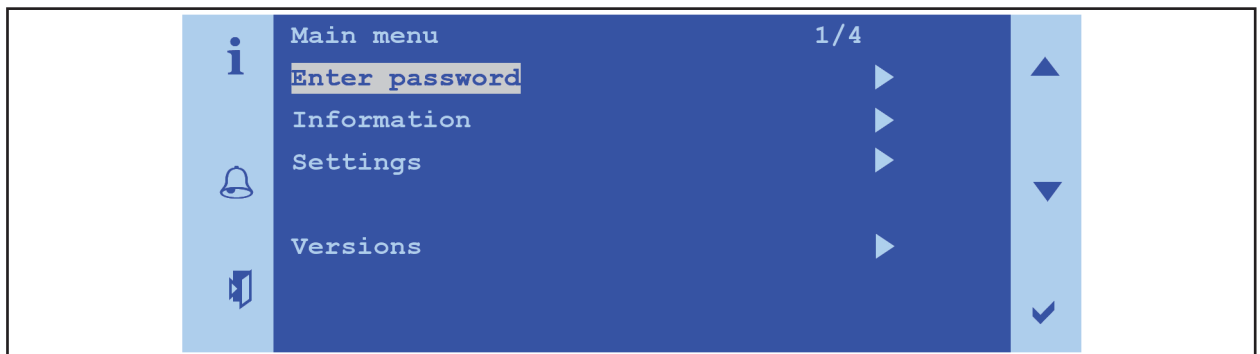 Main menu 1/4
Enter password
Information
Settings
Versions